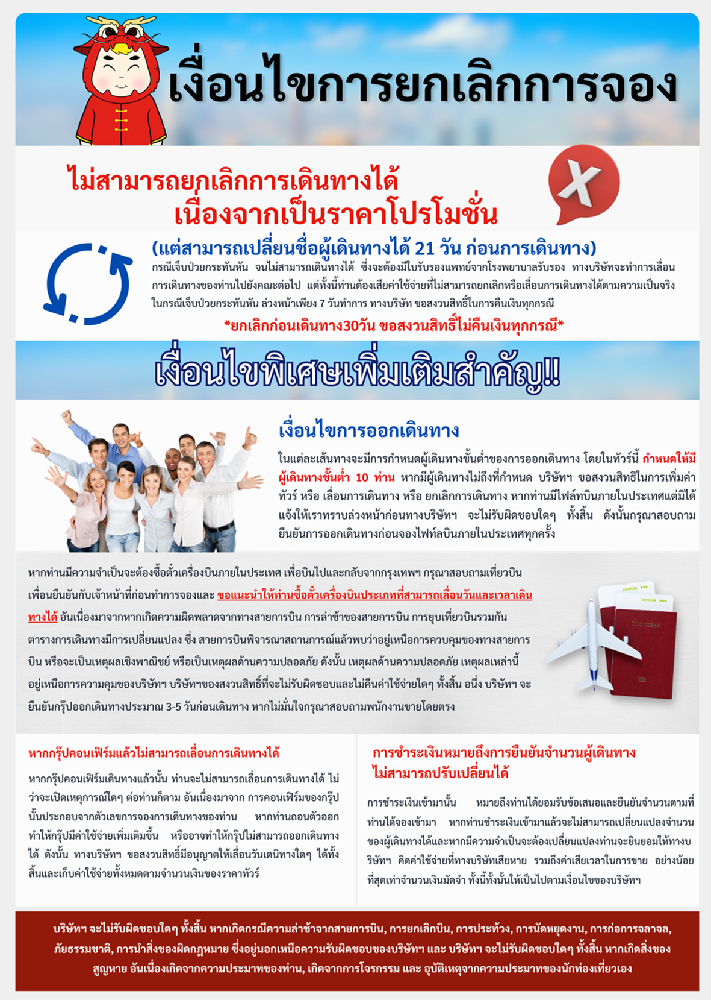 เงื่อนไขการยกเลิกการจอง
ไม่สามารถยกเลิกการเดินทางได้
เนื่องจากเป็นราคาโปรโมชั่น
X
(แต่สามารถเปลี่ยนชื่อผู้เดินทางได้ 21 วัน ก่อนการเดินทาง)
กรณีเจ็บป่วยกระทันหัน จนไม่สามารถเดินทางได้ ซึ่งจะต้องมีใบรับรองแพทย์จากโรงพยาบาลรับรอง ทางบริษัทจะทำการเลื่อน
การเดินทางของท่านไปยังคณะต่อไป แต่ทั้งนี้ท่านต้องเสียค่าใช้จ่ายที่ไม่สามารถยกเลิกหรือเลื่อนการเดินทางได้ตามความเป็นจริง
ในกรณีเจ็บป่วยกระทันหัน ล่วงหน้าเพียง 7 วันทำการ ทางบริษัท ขอสงวนสิทธิ์ในการคืนเงินทุกกรณี
*ยกเลิกก่อนเดินทาง30วัน ขอสงวนสิทธิ์ไม่คืนเงินทุกกรณี*
เงื่อนไขพิเศษเพิ่มเติมสำคัญ!!
เงื่อนไขการออกเดินทาง
ในแต่ละเส้นทางจะมีการกำหนดผู้เดินทางขั้นต่ำของการออกเดินทาง โดยในทัวร์นี้ กำหนดให้มี
ผู้เดินทางขั้นต่ำ 10 ท่าน หากมีผู้เดินทางไม่ถึงที่กำหนด บริษัทฯ ขอสงวนสิทธิในการเพิ่มค่า
ทัวร์ หรือ เลื่อนการเดินทาง หรือ ยกเลิกการเดินทาง หากท่านมีไฟล์ทบินภายในประเทศแต่มิได้
แจ้งให้เราทราบล่วงหน้าก่อนทางบริษัทฯ จะไม่รับผิดชอบใดๆ ทั้งสิ้น ดังนั้นกรุณาสอบถาม
ยืนยันการออกเดินทางก่อนจองไฟท์ลบินภายในประเทศทุกครั้ง
หากท่านมีความจำเป็นจะต้องซื้อตั๋วเครื่องบินภายในประเทศ เพื่อบินไปและกลับจากกรุงเทพฯ กรุณาสอบถามเที่ยวบิน
เพื่อนยืนยันกับเจ้าหน้าที่ก่อนทำการจองและ ขอแนะนำให้ท่านซื้อตั๋วเครื่องบินประเภทที่สามารถเลื่อนวันและเวลาเดิน
ทางได้ อันเนื่องมาจากหากเกิดความผิดพลาดจากทางสายการบิน การล่าช้าของสายการบิน การยุบเที่ยวบินรวมกัน
ตารางการเดินทางมีการเปลี่ยนแปลง ซึ่ง สายการบินพิจารณาสถานการณ์แล้วพบว่าอยู่เหนือการควบคุมของทางสายการ
บิน หรือจะเป็นเหตุผลเชิงพาณิชย์ หรือเป็นเหตุผลด้านความปลอดภัย ดังนั้น เหตุผลด้านความปลอดภัย เหตุผลเหล่านี้
อยู่เหนือการความคุมของบริษัทฯ บริษัทฯของสงวนสิทธิ์ที่จะไม่รับผิดชอบและไม่คืนค่าใช้จ่ายใดๆ ทั้งสิ้น อนึ่ง บริษัทฯ จะ
ยืนยันกรุ๊ปออกเดินทางประมาณ 3-5 วันก่อนเดินทาง หากไม่มั่นใจกรุณาสอบถามพนักงานขายโดยตรง
หากกรุ๊ปคอนเฟิร์มแล้วไม่สามารถเลื่อนการเดินทางได้
หากกรุ๊ปคอนเฟิร์มเดินทางแล้วนั้น ท่านจะไม่สามารถเลื่อนการเดินทางได้ ไม่
ว่าจะเปิดเหตุการณ์ใดๆ ต่อท่านก็ตาม อันเนื่องมาจาก การคอนเฟิร์มของกรุ๊ป
นั้นประกอบจากตัวเลขการจองการเดินทางของท่าน หากท่านถอนตัวออก
ทำให้กรุ๊ปมีค่าใช้จ่ายเพิ่มเติมขึ้น หรืออาจทำให้กรุ๊ปไม่สามารถออกเดินทาง
ได้ ดังนั้น ทางบริษัทฯ ขอสงวนสิทธิ์มีอนุญาตให้เลื่อนวันเดนิทางใดๆ ได้ทั้ง
สิ้นและเก็บค่าใช้จ่ายทั้งหมดตามจำนวนเงินของราคาทัวร์
การชำระเงินหมายถึงการยืนยันจำนวนผู้เดินทาง
ไม่สามารถปรับเปลี่ยนได้
การชำระเงินเข้ามานั้น หมายถึงท่านได้ยอมรับข้อเสนอและยืนยันจำนวนตามที่
ท่านได้จองเข้ามา หากท่านชำระเงินเข้ามาแล้วจะไม่สามารถเปลี่ยนแปลงจำนวน
ของผู้เดินทางได้และหากมีความจำเป็นจะต้องเปลี่ยนแปลงท่านจะยินยอมให้ทางบ
ริษัทฯ คิดค่าใช้จ่ายที่ทางบริษัทเสียหาย รวมถึงค่าเสียเวลาในการขาย อย่างน้อย
ที่สุดเท่าจำนวนเงินมัดจำ ทั้งนี้ทั้งนั้นให้เป็นไปตามเงื่อนไขของบริษัทฯ
บริษัทฯ จะไม่รับผิดชอบใดๆ ทั้งสิ้น หากเกิดกรณีความล่าช้าจากสายการบิน, การยกเลิกบิน, การประท้วง, การนัดหยุดงาน, การก่อการจลาจล,
ภัยธรรมชาติ, การนำสิ่งของผิดกฎหมาย ซึ่งอยู่นอกเหนือความรับผิดชอบของบริษัทฯ และ บริษัทฯ จะไม่รับผิดชอบใดๆ ทั้งสิ้น หากเกิดสิ่งของ
สูญหาย อันเนื่องเกิดจากความประมาทของท่าน, เกิดจากการโจรกรรม และ อุบัติเหตุจากความประมาทของนักท่องเที่ยวเอง